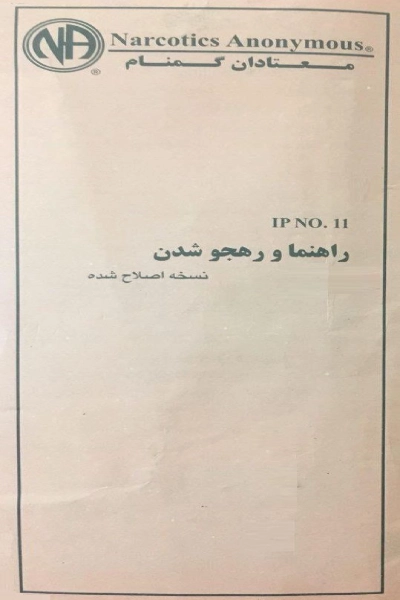 NA Narcotics Anonymous®
®
معتادان گمنام
IP NO. 11
راهنما و رهجو شدن
نسخه اصلاح شده